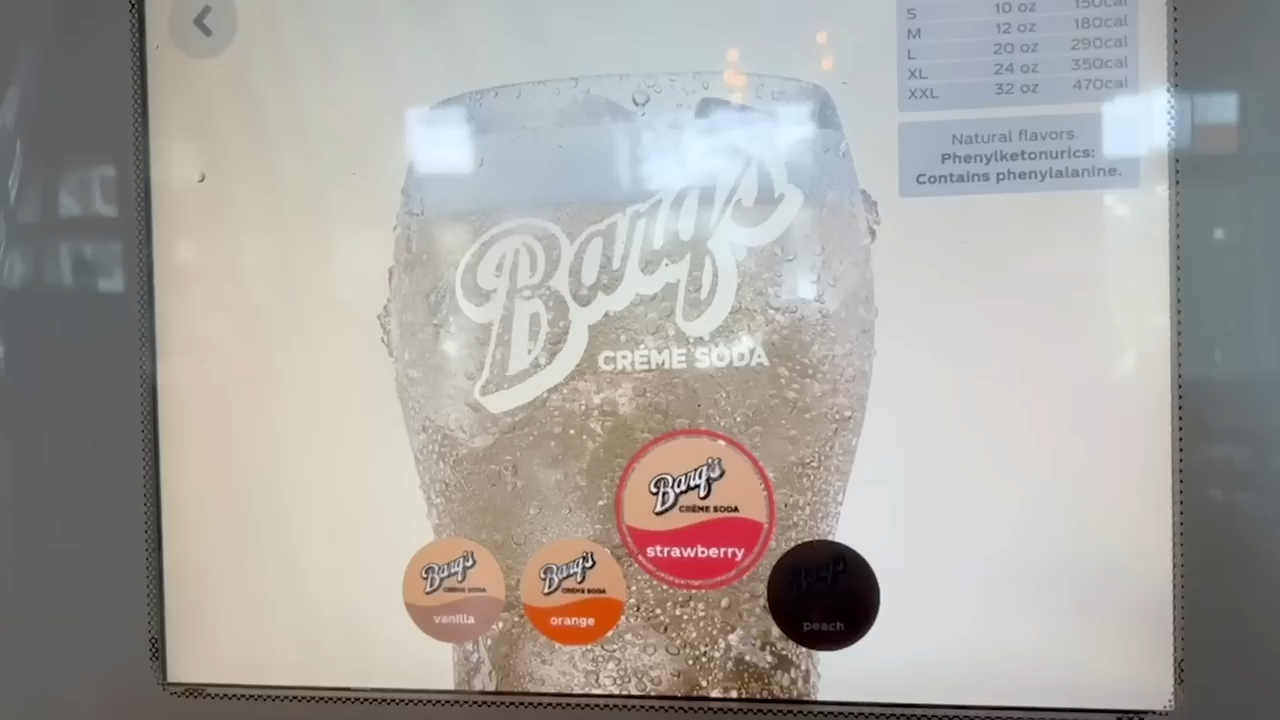 S 10 oz 150cal
M 12 oz 180cal
L 20 oz 290cal
XL 24 oz 350cal
XXL 32 oz 470cal
Natural flavors.
Phenylketonurics:
Contains phenylalanine.
Barq's
CRÈME SODA
Barq's
CRÈME SODA
strawberry
Barq's
CRÈME SODA
vanilla
Barq's
CRÈME SODA
orange
Barq's
peach